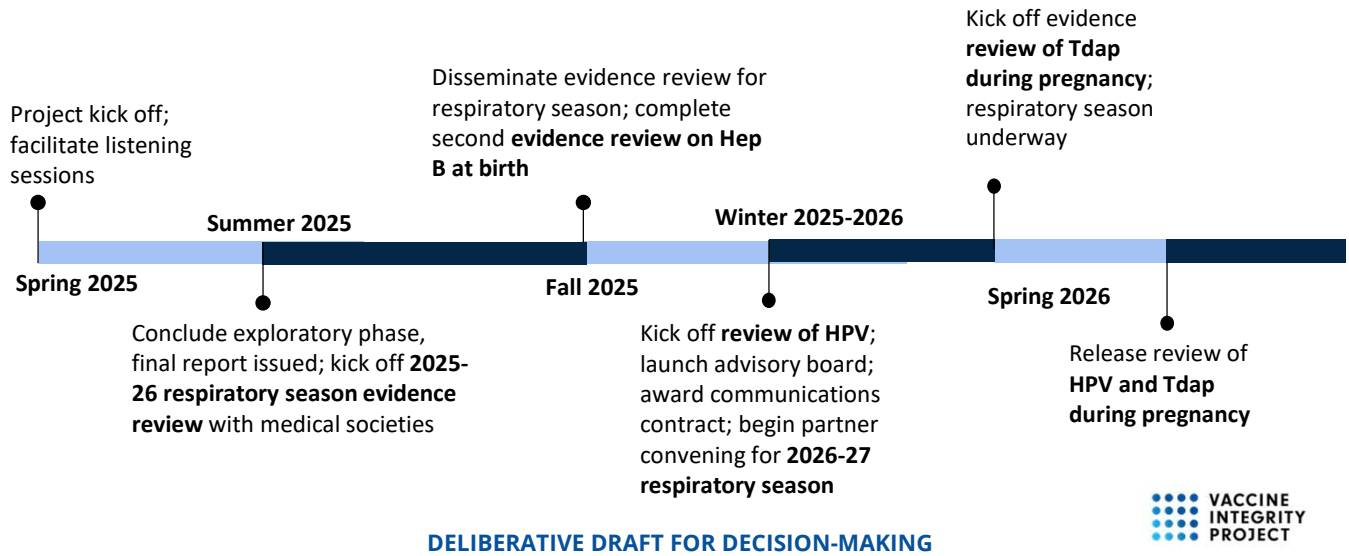 Project kick off;
facilitate listening
sessions
Spring 2025
Summer 2025
Conclude exploratory phase,
final report issued; kick off 2025-
26 respiratory season evidence
review with medical societies
Disseminate evidence review for
respiratory season; complete
second evidence review on Hep
B at birth
Fall 2025
Winter 2025-2026
Kick off review of HPV;
launch advisory board;
award communications
contract; begin partner
convening for 2026-27
respiratory season
Kick off evidence
review of Tdap
during pregnancy;
respiratory season
underway
Spring 2026
Release review of
HPV and Tdap
during pregnancy
DELIBERATIVE DRAFT FOR DECISION-MAKING
VACCINE
INTEGRITY
PROJECT